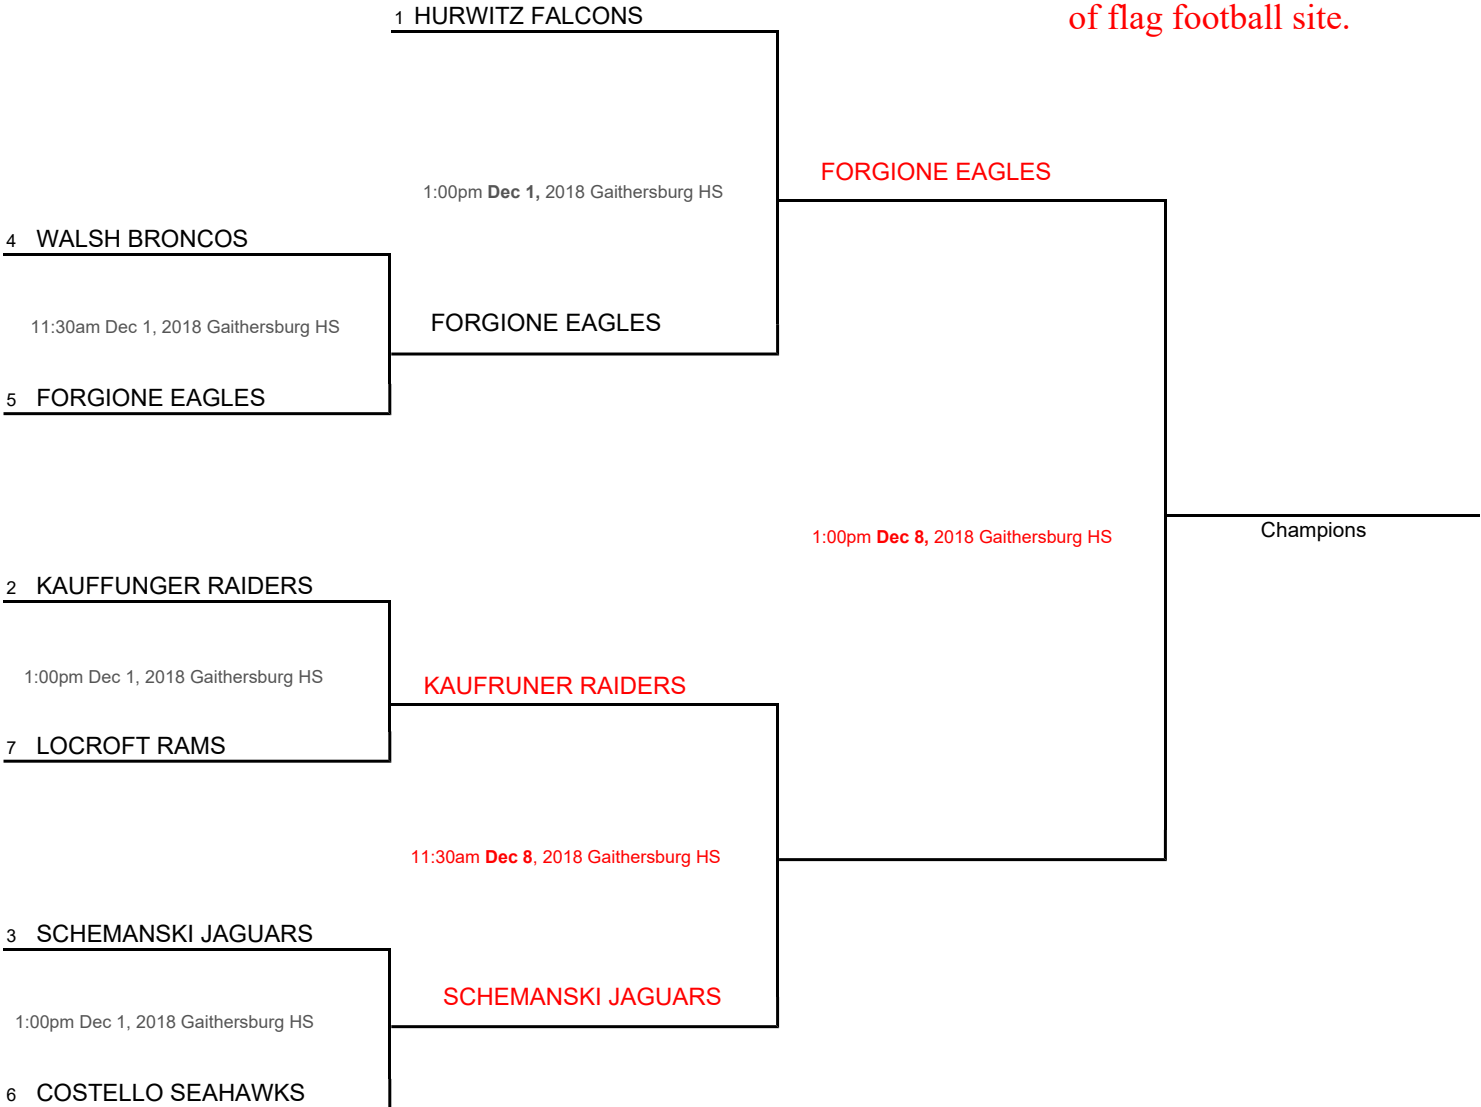 1 HURWITZ FALCONS
of flag football site.
FORGIONE EAGLES
1:00pm Dec 1, 2018 Gaithersburg HS
4 WALSH BRONCOS
11:30am Dec 1, 2018 Gaithersburg HS
FORGIONE EAGLES
5 FORGIONE EAGLES
1:00pm Dec 8, 2018 Gaithersburg HS
Champions
2 KAUFFUNGER RAIDERS
1:00pm Dec 1, 2018 Gaithersburg HS
KAUFRUNER RAIDERS
7 LOCROFT RAMS
11:30am Dec 8, 2018 Gaithersburg HS
3 SCHEMANSKI JAGUARS
SCHEMANSKI JAGUARS
1:00pm Dec 1, 2018 Gaithersburg HS
6 COSTELLO SEAHAWKS